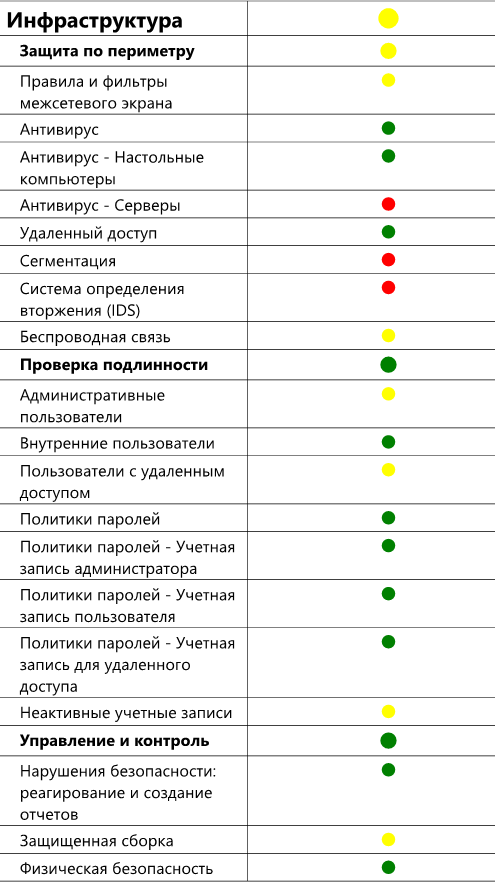 Инфраструктура
Защита по периметру
Правила и фильтры
межсетевого экрана
Антивирус
Антивирус - Настольные
компьютеры
Антивирус - Серверы
Удаленный доступ
Сегментация
Система определения
вторжения (IDS)
Беспроводная связь
Проверка подлинности
Административные
пользователи
Внутренние пользователи
Пользователи с удаленным
доступом
Политики паролей
Политики паролей - Учетная
запись администратора
Политики паролей - Учетная
запись пользователя
Политики паролей - Учетная
запись для удаленного
доступа
Неактивные учетные записи
Управление и контроль
Нарушения безопасности:
реагирование и создание
отчетов
Защищенная сборка
Физическая безопасность